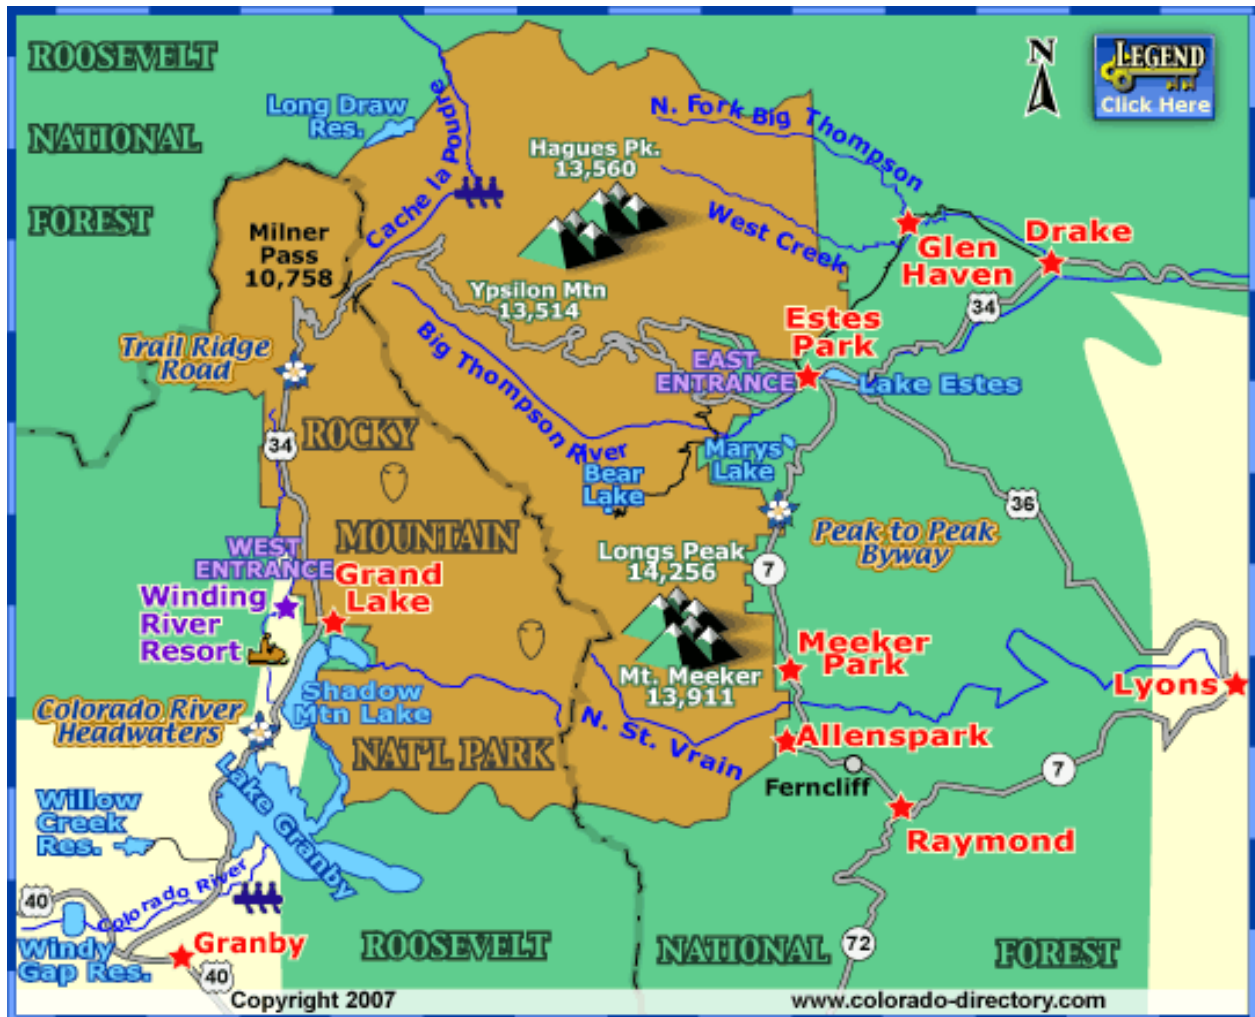 ROOSEVELT
NATIONAL
FOREST
Long Draw
Res.
Cache la Poudre
N
LEGEND
Click Here
N. Fork Big Thompson
Hagues Pk.
13,560
West Creek
Glen
Haven
Drake
Milner
Pass
10,758
Ypsilon Mtn
13,514
34
Estes
Park
Trail Ridge
Road
Big Thompson River
EAST
ENTRANCE
Lake Estes
34
ROCKY
Marys
Lake
Bear
Lake
36
MOUNTAIN
Peak to Peak
Byway
WEST
ENTRANCE
Longs Peak
14,256
7
Grand
Lake
Winding
River
Resort
Meeker
Park
Mt. Meeker
13,911
Lyons
Shadow
Mtn Lake
Colorado River
Headwaters
N. St. Vrain
Allenspark
NAT'L PARK
Ferncliff
7
Lake Granby
Willow
Creek
Res.
Raymond
Colorado River
40
Windy
Gap Res.
Granby
40
ROOSEVELT
NATIONAL
72
FOREST
Copyright 2007
www.colorado-directory.com